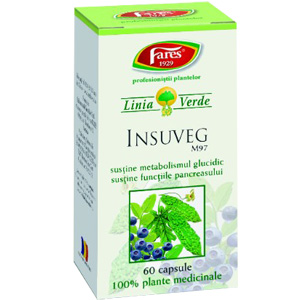 Fares
1929
profesioniștii plantelor
Linia Verde
INSUVEG
M97
susține metabolismul glucidic
susține funcțiile pancreasului
60 capsule
100% plante medicinale